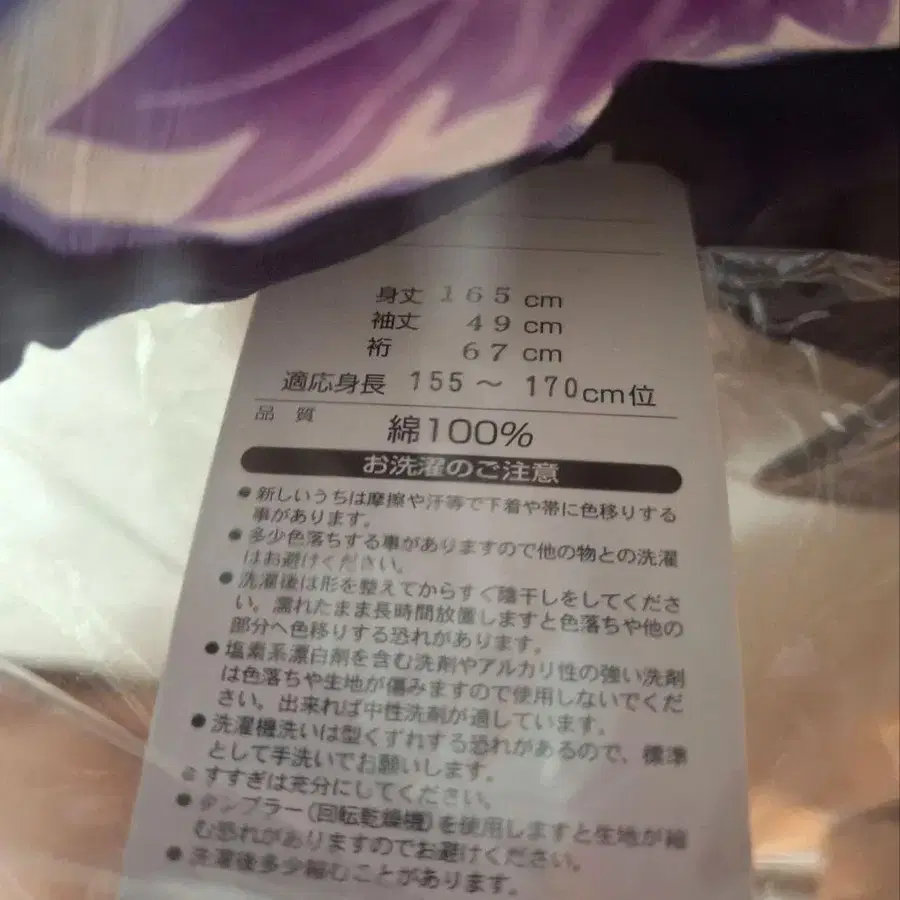 身丈 165 cm
袖丈 49 cm
裄 67 cm
適応身長 155 ～ 170cm位
品 質 綿100%
お洗濯のご注意
●新しいうちは摩擦や汗等で下着や帯に色移りする
事があります。
●多少色落ちする事がありますので他の物との洗濯
はお避けください。
●洗濯後は形を整えてからすぐ陰干しをしてくださ
い。濡れたまま長時間放置しますと色落ちや他の
部分へ色移りする恐れがあります。
●塩素系漂白剤を含む洗剤やアルカリ性の強い洗剤
は色落ちや生地が傷みますので使用しないでくだ
さい。出来れば中性洗剤が適しています。
●洗濯機洗いは型くずれする恐れがあるので、標準
として手洗いでお願いします。
●すすぎは充分にしてください。
●タンブラー(回転乾燥機)を使用しますと生地が縮
む恐れがありますのでお避けください。
●洗濯後多少縮むことがあります。